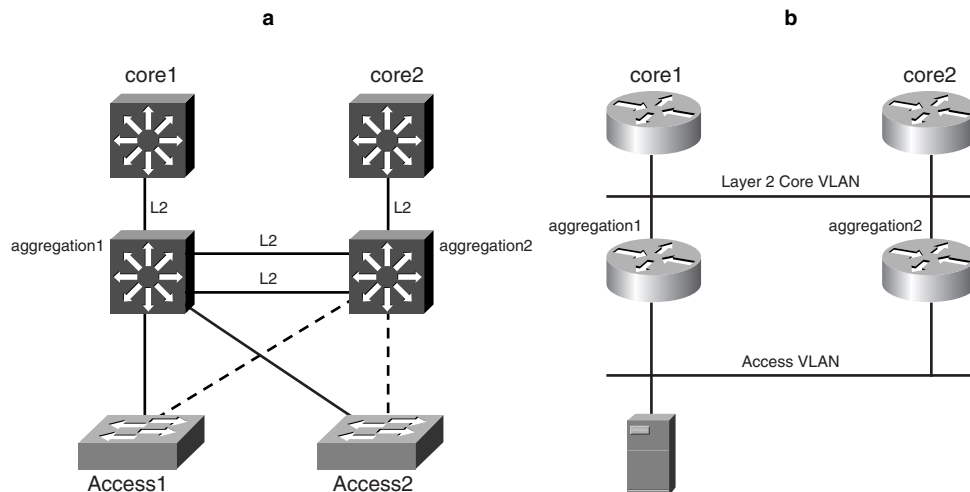 a
core1
core2
L2
L2
aggregation1
L2
aggregation2
L2
Access1
Access2
b
core1
core2
Layer 2 Core VLAN
aggregation1
aggregation2
Access VLAN